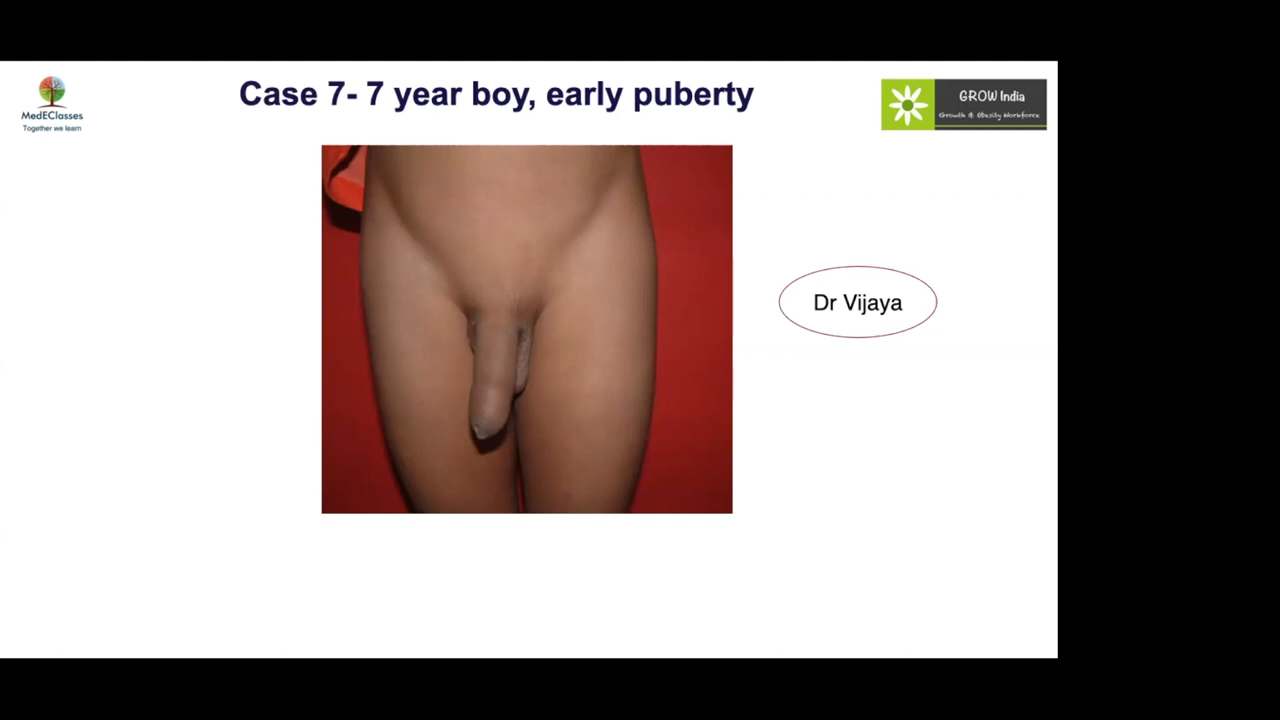 MedEClasses
Together we learn
Case 7- 7 year boy, early puberty
GROW India
Growth & Obesity Workforce
Dr Vijaya